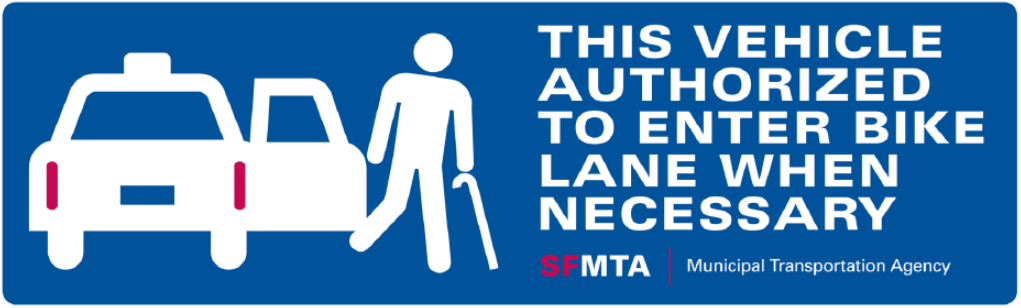 THIS VEHICLE
AUTHORIZED
TO ENTER BIKE
LANE WHEN
NECESSARY
SFMTA | Municipal Transportation Agency